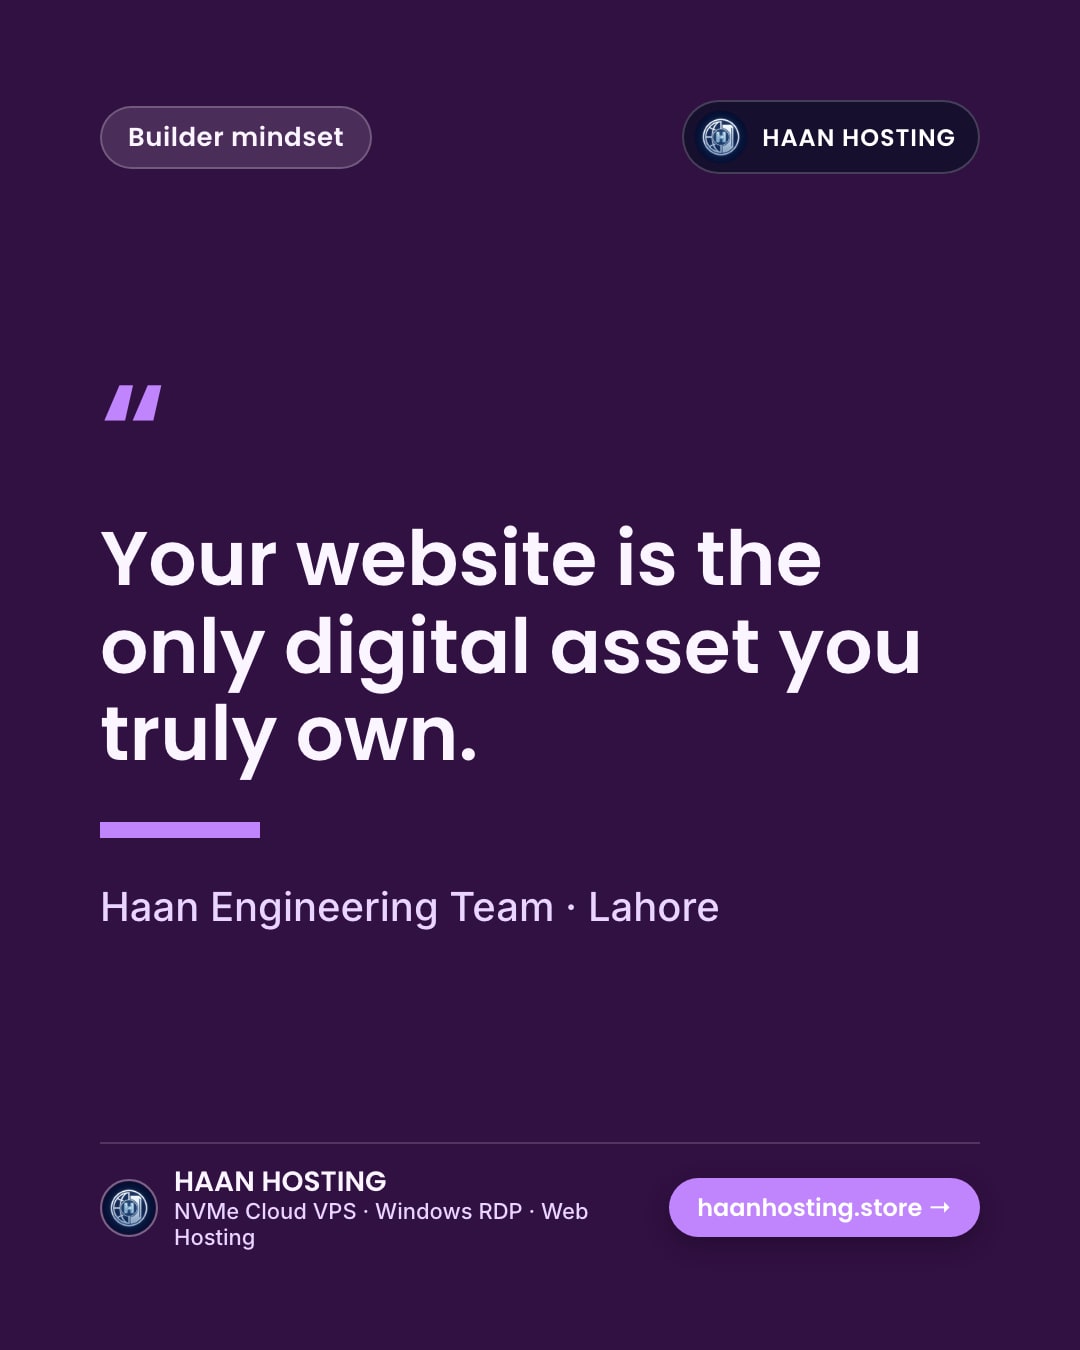 Builder mindset
HAAN HOSTING
“
Your website is the
only digital asset you
truly own.
Haan Engineering Team · Lahore
HAAN HOSTING
NVMe Cloud VPS · Windows RDP · Web
Hosting
haanhosting.store →